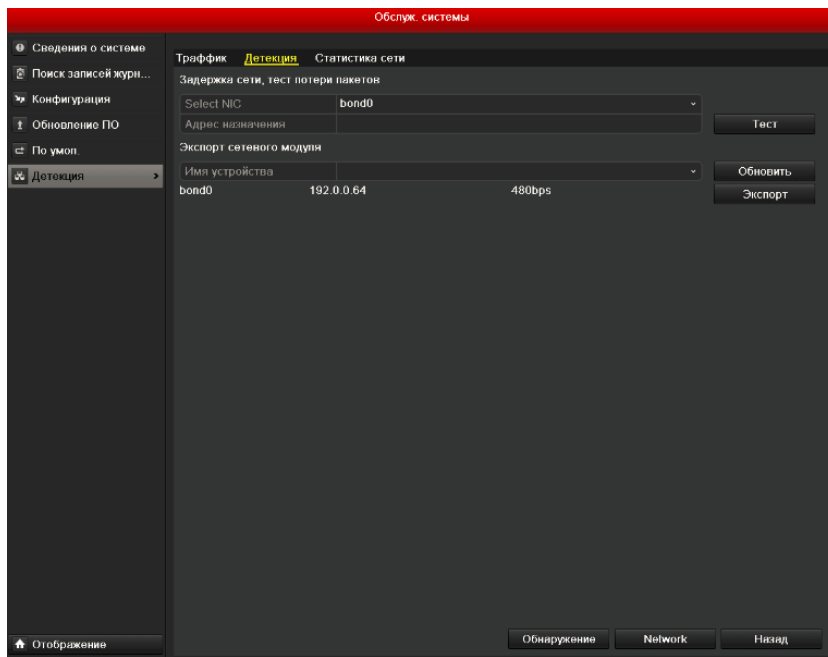 Обслуж. системы
Сведения о системе
Поиск записей журн...
Конфигурация
Обновление ПО
По умол.
Детекция
Траффик Детекция Статистика сети
Задержка сети, тест потери пакетов
Select NIC bond0
Адрес назначения Тест
Экспорт сетеного модуля
Имя устройства Обновить
bond0 192.0.0.64 480bps Экспорт
Обнаружение Network Назад
Отображение